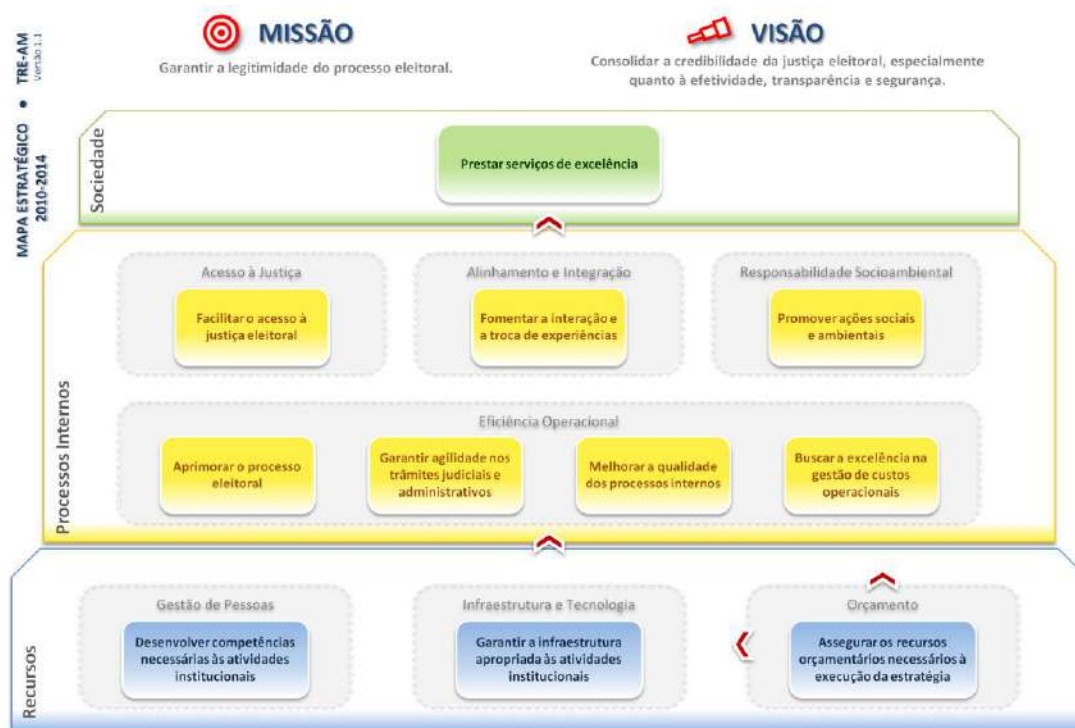 MAPA ESTRATÉGICO • TRE-AM
2010-2014
Versão 1.1
MISSÃO
Garantir a legitimidade do processo eleitoral.
VISÃO
Consolidar a credibilidade da justiça eleitoral, especialmente
quanto à efetividade, transparência e segurança.
Sociedade
Prestar serviços de excelência
Processos Internos
Acesso à Justiça
Facilitar o acesso à
justiça eleitoral
Alinhamento e Integração
Fomentar a interação e
a troca de experiências
Responsabilidade Socioambiental
Promover ações sociais
e ambientais
Eficiência Operacional
Aprimorar o processo
eleitoral
Garantir agilidade nos
trâmites judiciais e
administrativos
Melhorar a qualidade
dos processos internos
Buscar a excelência na
gestão de custos
operacionais
Recursos
Gestão de Pessoas
Desenvolver competências
necessárias às atividades
institucionais
Infraestrutura e Tecnologia
Garantir a infraestrutura
apropriada às atividades
institucionais
Orçamento
Assegurar os recursos
orçamentários necessários à
execução da estratégia